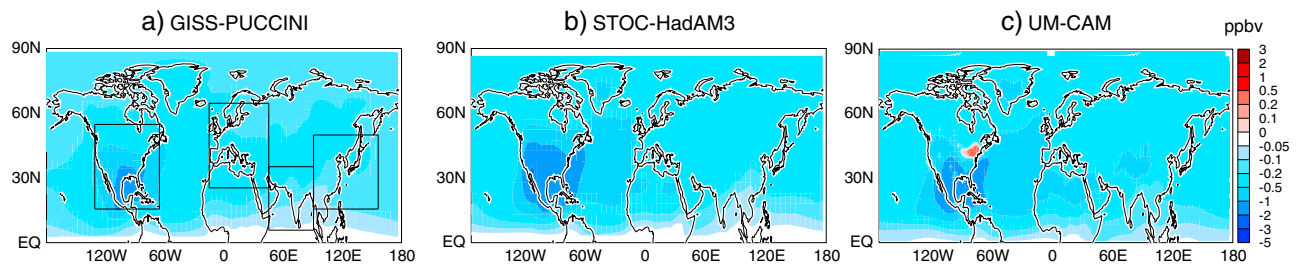 a) GISS-PUCCINI
b) STOC-HadAM3
c) UM-CAM
ppbv
90N
60N
30N
EQ
120W 60W 0 60E 120E 180
90N
60N
30N
EQ
120W 60W 0 60E 120E 180
90N
60N
30N
EQ
120W 60W 0 60E 120E 180
3
2
1
0.5
0.2
0.1
0
-0.05
-0.1
-0.2
-0.5
-1
-2
-3
-5